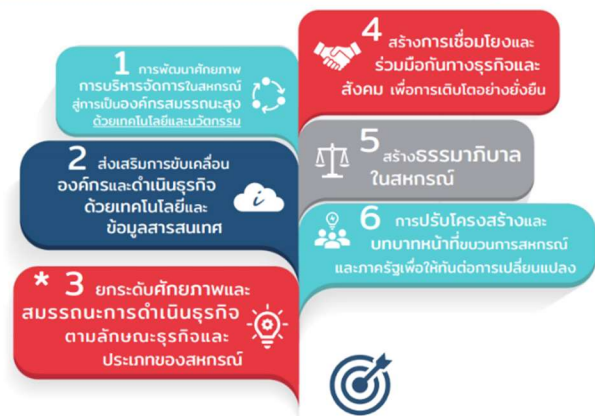 1 การพัฒนาศักยภาพ
การบริหารจัดการในสหกรณ์
สู่การเป็นองค์กรสมรรถนะสูง
ด้วยเทคโนโลยีและนวัตกรรม
2 ส่งเสริมการขับเคลื่อน
องค์กรและดำเนินธุรกิจ
ด้วยเทคโนโลยีและ
ข้อมูลสารสนเทศ
i
* 3 ยกระดับศักยภาพและ
สมรรถนะการดำเนินธุรกิจ
ตามลักษณะธุรกิจและ
ประเภทของสหกรณ์
4 สร้างการเชื่อมโยงและ
ร่วมมือกันทางธุรกิจและ
สังคม เพื่อการเติบโตอย่างยั่งยืน
5 สร้างธรรมาภิบาล
ในสหกรณ์
6 การปรับโครงสร้างและ
บทบาทหน้าที่ขบวนการสหกรณ์
และภาครัฐเพื่อให้ทันต่อการเปลี่ยนแปลง